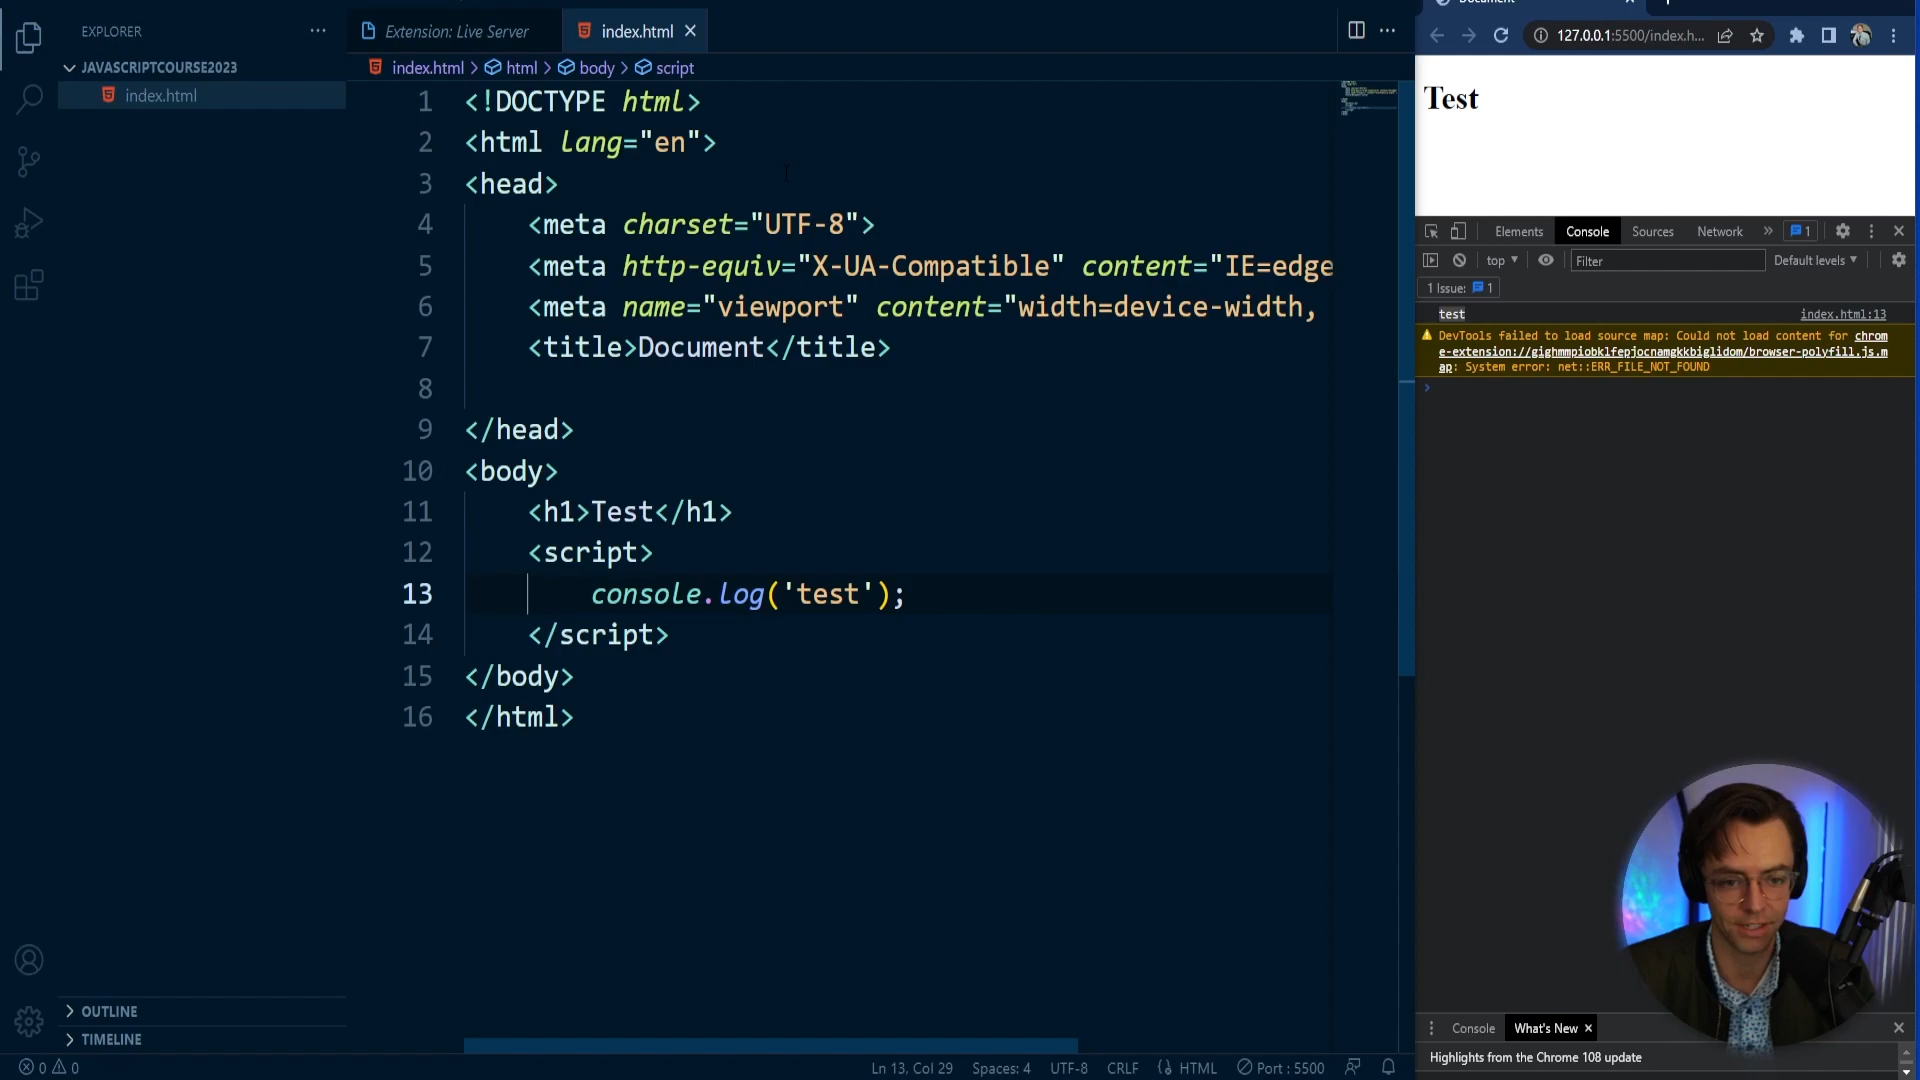 EXPLORER
JAVASCRIPTCOURSE2023
index.html
OUTLINE
TIMELINE
Extension: Live Server
index.html
index.html > html > body > script
1 <!DOCTYPE html>
2 <html lang="en">
3 <head>
4 <meta charset="UTF-8">
5 <meta http-equiv="X-UA-Compatible" content="IE=edge
6 <meta name="viewport" content="width=device-width,
7 <title>Document</title>
8
9 </head>
10 <body>
11 <h1>Test</h1>
12 <script>
13 console.log('test');
14 </script>
15 </body>
16 </html>
0 0
Ln 13, Col 29 Spaces: 4 UTF-8 CRLF HTML Port : 5500
127.0.0.1:5500/index.h...
Test
Elements Console Sources Network » 1
top Filter Default levels
1 Issue: 1
test index.html:13
DevTools failed to load source map: Could not load content for chrom
e-extension://gighmmpiobklfepjocnamgkkbiglidom/browser-polyfill.js.m
ap: System error: net::ERR_FILE_NOT_FOUND
Console What's New
Highlights from the Chrome 108 update